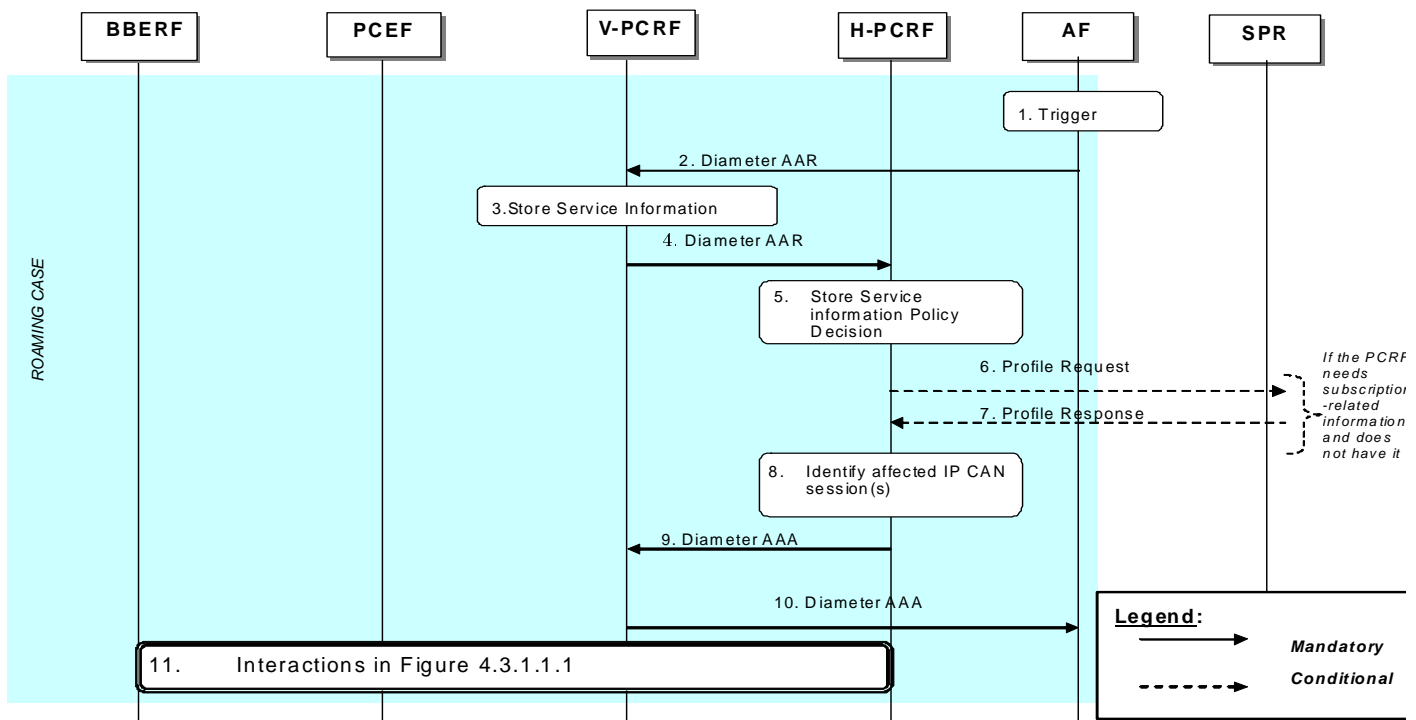 BBERF
PCEF
V-PCRF
H-PCRF
AF
SPR
1. Trigger
2. Diameter AAR
3.Store Service Information
4. Diameter AAR
ROAMING CASE
5. Store Service
information Policy
Decision
6. Profile Request
7. Profile Response
If the PCRF
needs
subscription
-related
information
and does
not have it
8. Identify affected IP CAN
session(s)
9. Diameter AAA
10. Diameter AAA
11. Interactions in Figure 4.3.1.1.1
Legend:
Mandatory
Conditional